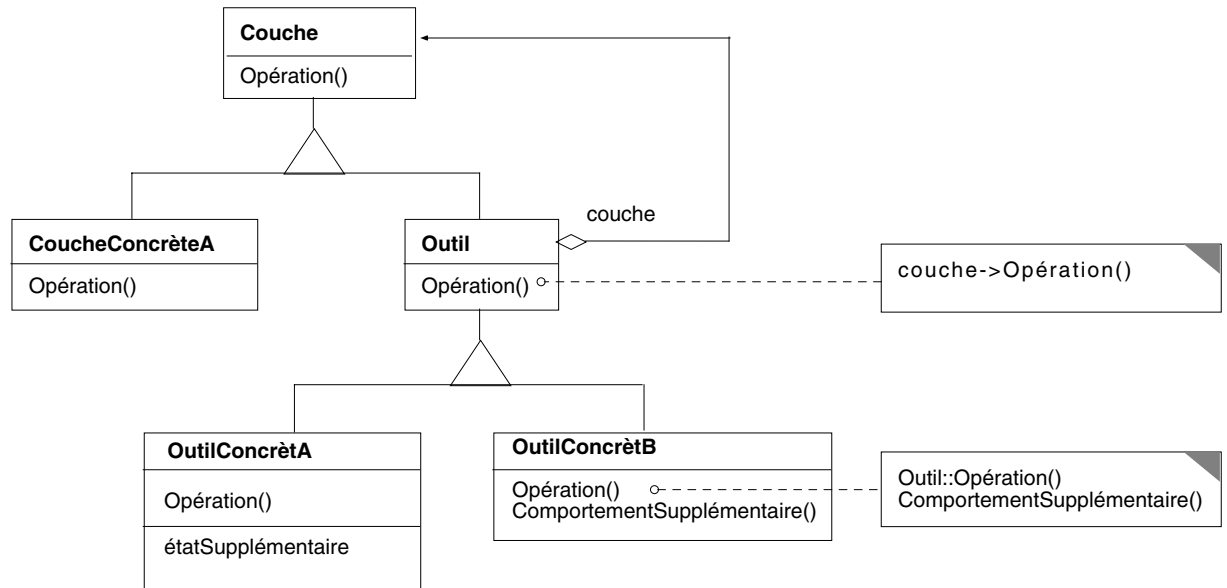 Couche
Opération()
CoucheConcrèteA
Opération()
Outil
Opération()
couche
couche->Opération()
OutilConcrètA
Opération()
étatSupplémentaire
OutilConcrètB
Opération()
ComportementSupplémentaire()
Outil::Opération()
ComportementSupplémentaire()